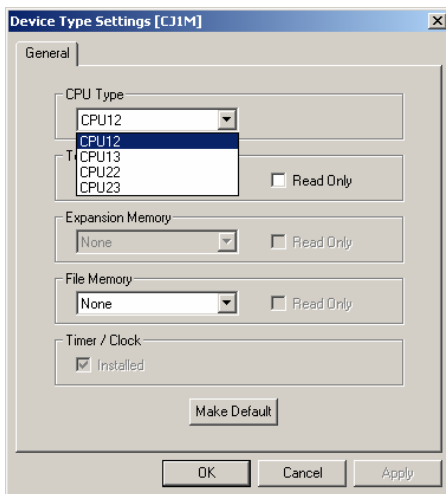 Device Type Settings [CJ1M]
General
CPU Type
CPU12
CPU12
CPU13
CPU22
CPU23
Read Only
Expansion Memory
None
Read Only
File Memory
None
Read Only
Timer / Clock
Installed
Make Default
OK
Cancel
Apply